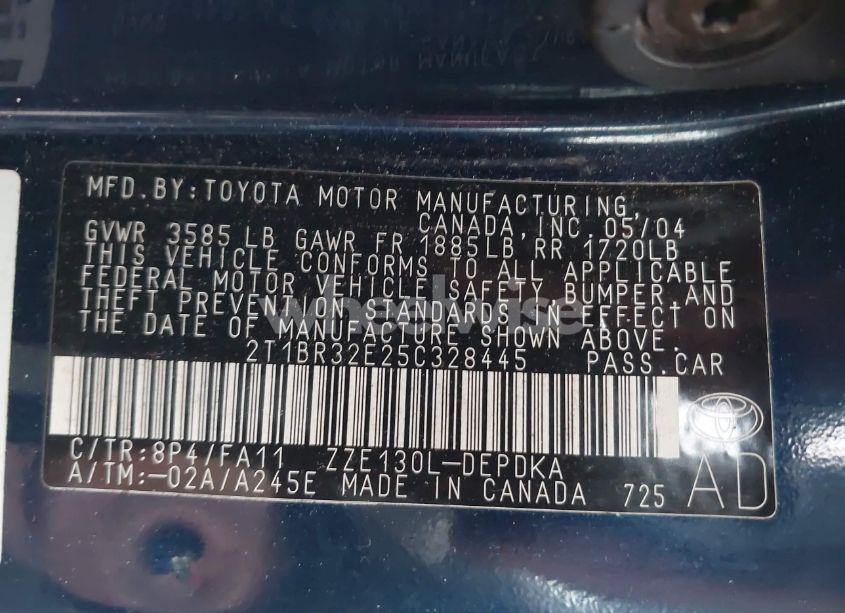 MFD.BY:TOYOTA MOTOR MANUFACTURING,
CANADA,INC.05/04
GVWR 3585 LB GAWR FR 1885LB RR 1720LB
THIS VEHICLE CONFORMS TO ALL APPLICABLE
FEDERAL MOTOR VEHICLE SAFETY, BUMPER, AND
THEFT PREVENTION STANDARDS IN EFFECT ON
THE DATE OF MANUFACTURE SHOWN ABOVE.
2T1BR32E25C328445 PASS.CAR
C/TR:8P4/FA11 ZZE130L-DEPDKA
A/TM:-02A/A245E MADE IN CANADA 725
AD
wheelwise